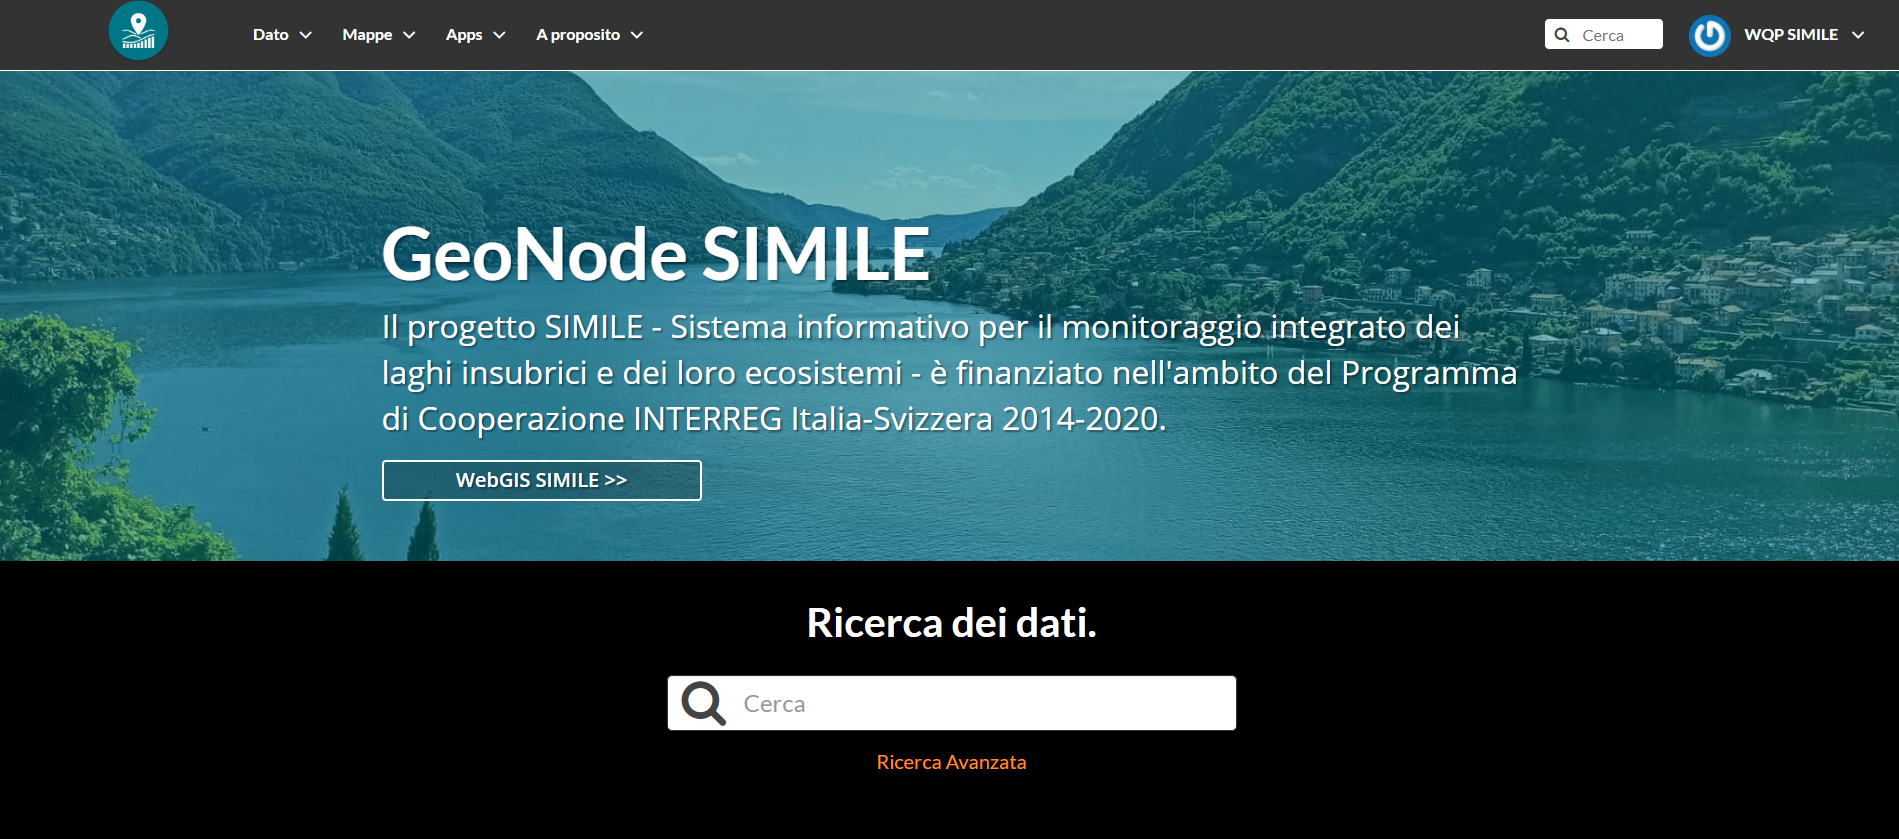 Dato Mappe Apps A proposito Cerca WQP SIMILE
GeoNode SIMILE
Il progetto SIMILE - Sistema informativo per il monitoraggio integrato dei
laghi insubrici e dei loro ecosistemi - è finanziato nell'ambito del Programma
di Cooperazione INTERREG Italia-Svizzera 2014-2020.
WebGIS SIMILE >>
Ricerca dei dati.
Cerca
Ricerca Avanzata